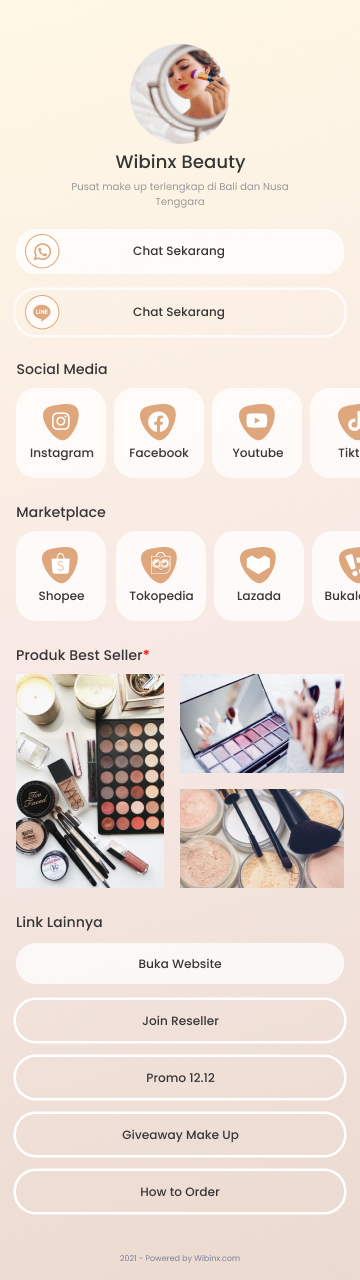 Wibinx Beauty
Pusat make up terlengkap di Bali dan Nusa
Tenggara
Chat Sekarang
LINE
Chat Sekarang
Social Media
Instagram
Facebook
Youtube
Tikt
Marketplace
Shopee
Tokopedia
Lazada
Bukal
Produk Best Seller*
Too Faced
NARS
Link Lainnya
Buka Website
Join Reseller
Promo 12.12
Giveaway Make Up
How to Order
2021 - Powered by Wibinx.com